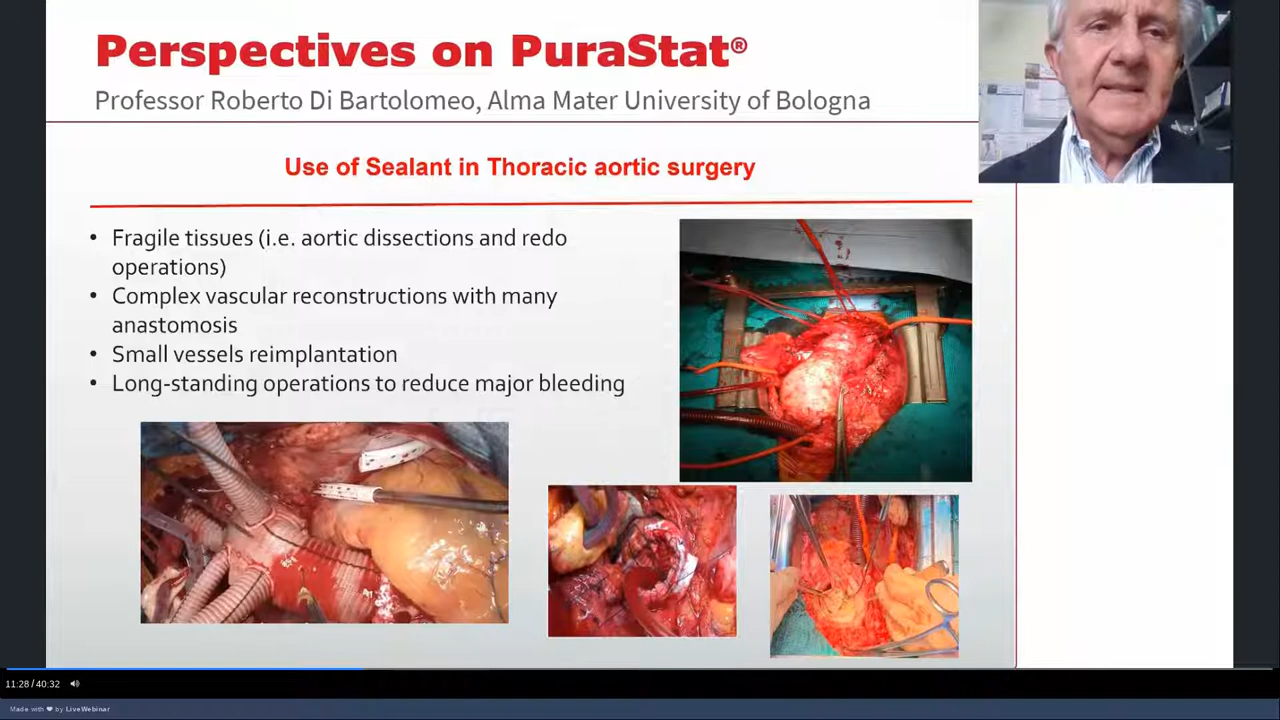 Perspectives on PuraStat®
Professor Roberto Di Bartolomeo, Alma Mater University of Bologna
Use of Sealant in Thoracic aortic surgery
• Fragile tissues (i.e. aortic dissections and redo
operations)
• Complex vascular reconstructions with many
anastomosis
• Small vessels reimplantation
• Long-standing operations to reduce major bleeding
11:28 / 40:32
Made with ❤ by LiveWebinar